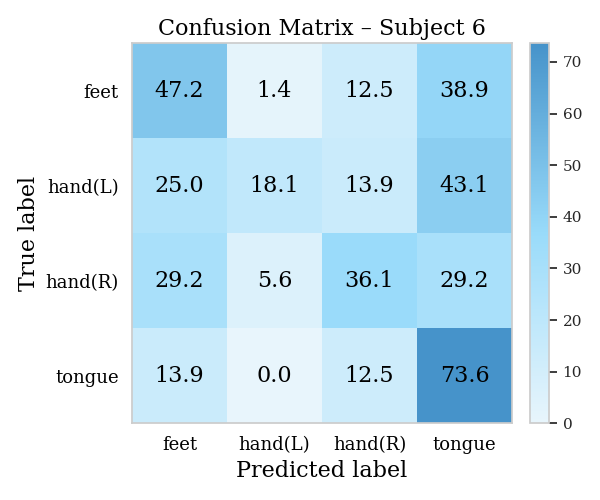 Confusion Matrix – Subject 6
True label
feet 47.2 1.4 12.5 38.9
hand(L) 25.0 18.1 13.9 43.1
hand(R) 29.2 5.6 36.1 29.2
tongue 13.9 0.0 12.5 73.6
feet hand(L) hand(R) tongue
Predicted label
70
60
50
40
30
20
10
0